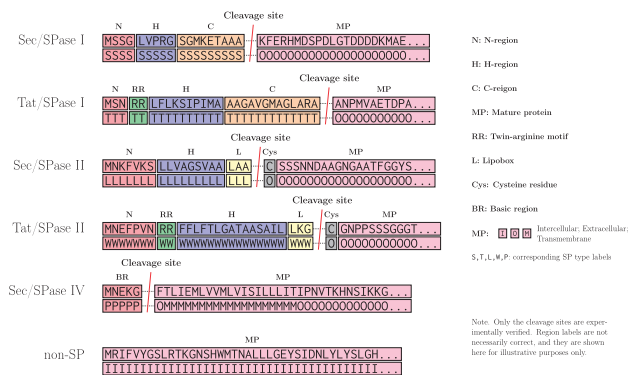 Cleavage site
N H C MP
Sec/SPase I MSSG LVPRG SGMKETAAA KFERHMDSPDLGTDDDDKMAE...
SSSS SSSSS SSSSSSSSS OOOOOOOOOOOOOOOOOOOOO
Cleavage site
N RR H C MP
Tat/SPase I MSN RR LFLKSIPIMA AAGAVGMAGLARA ANPMVAETDPA...
TTT TT TTTTTTTTTT TTTTTTTTTTTTT OOOOOOOOOOO
Cleavage site
N H L Cys MP
Sec/SPase II MNKFVKS LLVAGSVAA LAA C SSSNNDAAGNGAATFGGYS...
LLLLLLL LLLLLLLLL LLL O OOOOOOOOOOOOOOOOOOO
Cleavage site
N RR H L Cys MP
Tat/SPase II MNEFPVN RR FFLFTLGATAASAIL LKG C GNPPSSSGGGT...
WWWWWWW WW WWWWWWWWWWWWWWW WWW O OOOOOOOOOOO
Cleavage site
BR MP
Sec/SPase IV MNEKG FTLIEMLVVMLVISILLLITIPNVTKHNSIKKG...
PPPPP OMMMMMMMMMMMMMMMMMMMMOOOOOOOOOOOOO
MP
non-SP MRIFVYGSLRTKGNSHWMTNALLLGEYSIDNLYLYSLGH...
IIIIIIIIIIIIIIIIIIIIIIIIIIIIIIIIIIIIIII
N: N-region
H: H-region
C: C-reigon
MP: Mature protein
RR: Twin-arginine motif
L: Lipobox
Cys: Cysteine residue
BR: Basic region
MP: I O M Intercellular; Extracellular;
Transmembrane
S,T,L,W,P: corresponding SP type labels
Note. Only the cleavage sites are exper-
imentally verified. Region labels are not
necessarily correct, and they are shown
here for illustrative purposes only.